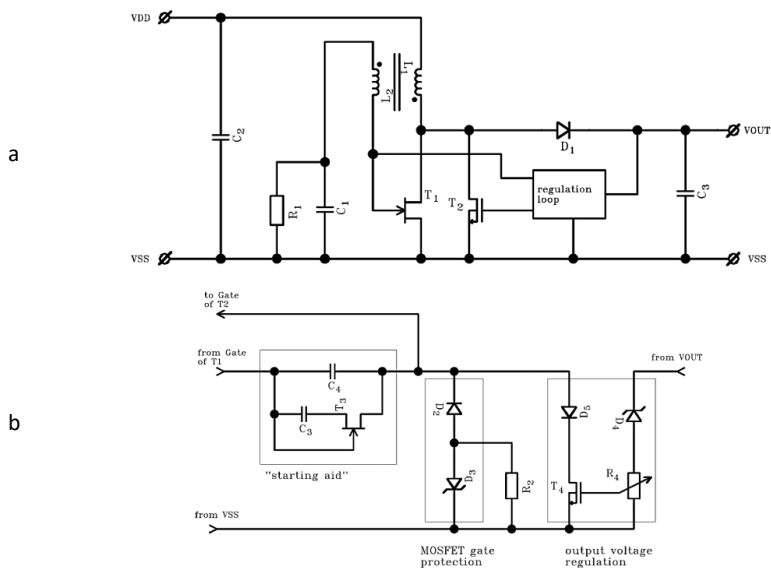 a
VDD
C2
R1
C1
L2
L1
T1
T2
D1
regulation
loop
VOUT
C3
VSS
VSS
b
to Gate
of T2
from Gate
of T1
C4
C3
T3
"starting aid"
D2
D3
R2
D5
D4
T4
R4
from VOUT
from VSS
MOSFET gate
protection
output voltage
regulation